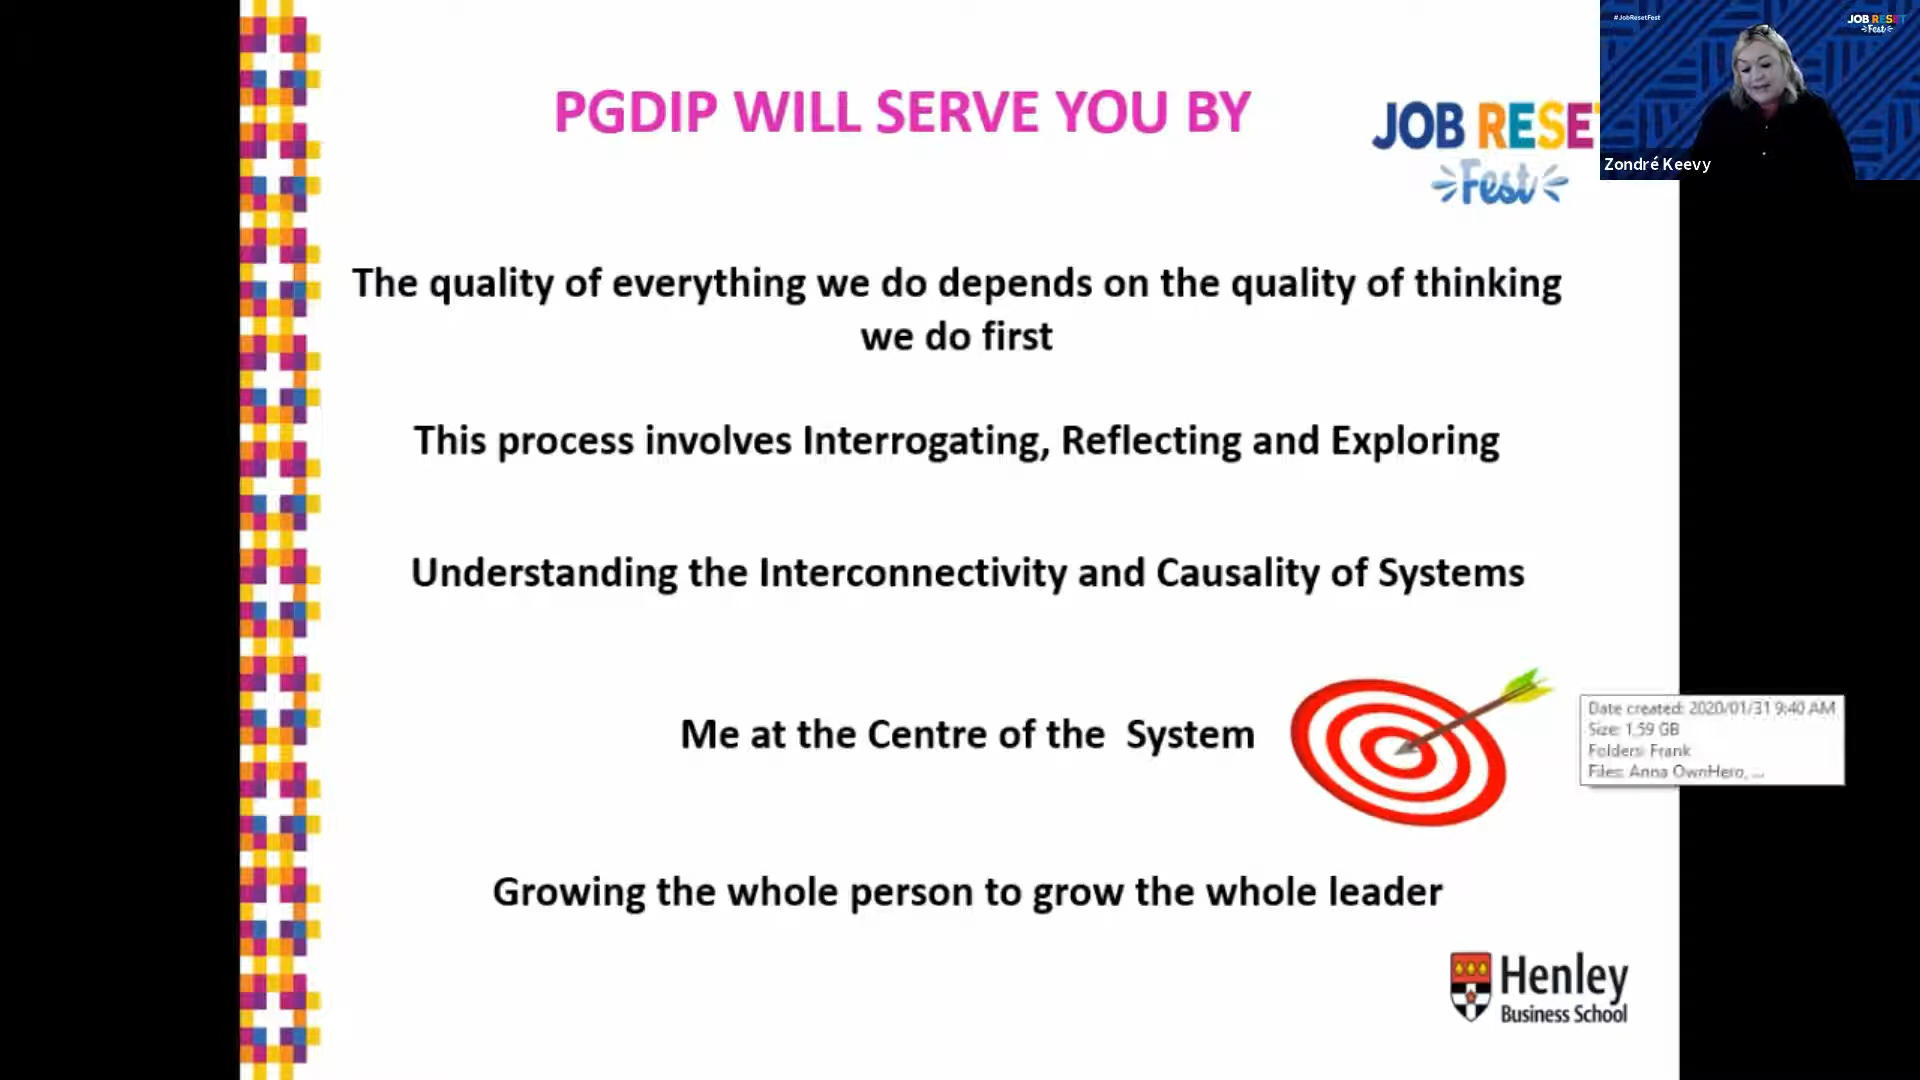 #JobResetFest
JOB RESET
Fest
PGDIP WILL SERVE YOU BY
JOB RESE
Fest
Zondré Keevy
The quality of everything we do depends on the quality of thinking
we do first
This process involves Interrogating, Reflecting and Exploring
Understanding the Interconnectivity and Causality of Systems
Me at the Centre of the System
Date created: 2020/01/31 9:40 AM
Size: 1,59 GB
Folders: Frank
Files: Anna OwnHero, ...
Growing the whole person to grow the whole leader
Henley
Business School